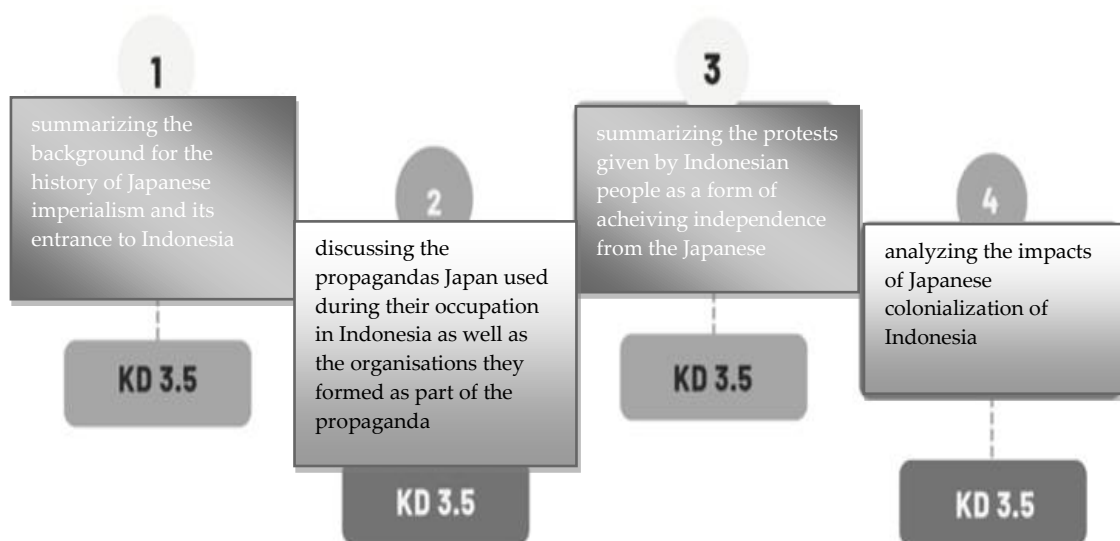 1
summarizing the
background for the
history of Japanese
imperialism and its
entrance to Indonesia
KD 3.5
2
discussing the
propagandas Japan used
during their occupation
in Indonesia as well as
the organisations they
formed as part of the
propaganda
KD 3.5
3
summarizing the protests
given by Indonesian
people as a form of
acheiving independence
from the Japanese
KD 3.5
4
analyzing the impacts
of Japanese
colonialization of
Indonesia
KD 3.5